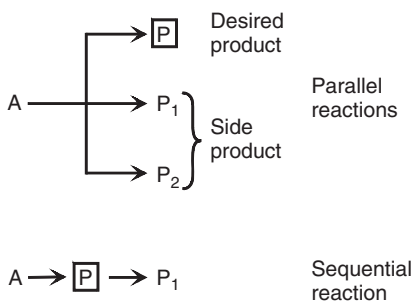 P
Desired
product
A
P₁
Parallel
reactions
Side
product
P₂
A
P
P₁
Sequential
reaction